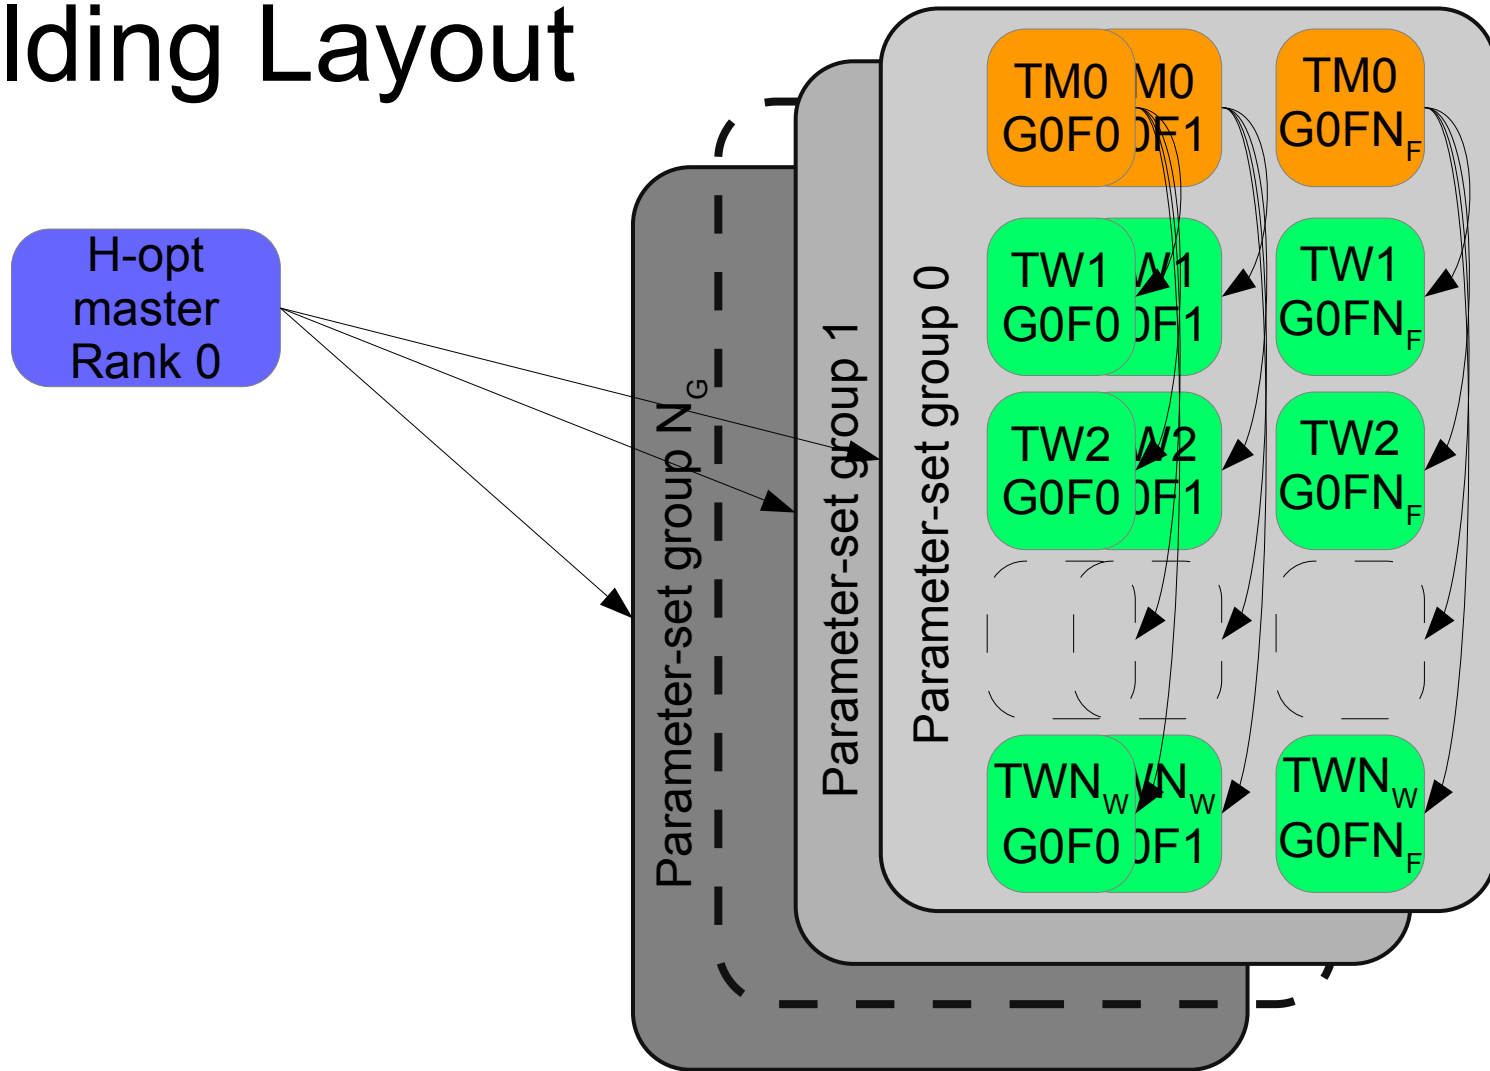 lding Layout
H-opt
master
Rank 0
Parameter-set group N_G
Parameter-set group 1
Parameter-set group 0
TM0
G0F0
M0
0F1
TM0
G0FN_F
TW1
G0F0
W1
0F1
TW1
G0FN_F
TW2
G0F0
W2
0F1
TW2
G0FN_F
TWN_W
G0F0
WN_W
0F1
TWN_W
G0FN_F